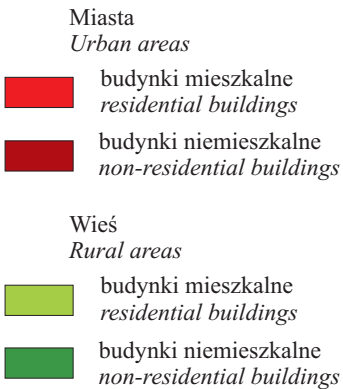 Miasta
Urban areas
budynki mieszkalne
residential buildings
budynki niemieszkalne
non-residential buildings
Wieś
Rural areas
budynki mieszkalne
residential buildings
budynki niemieszkalne
non-residential buildings